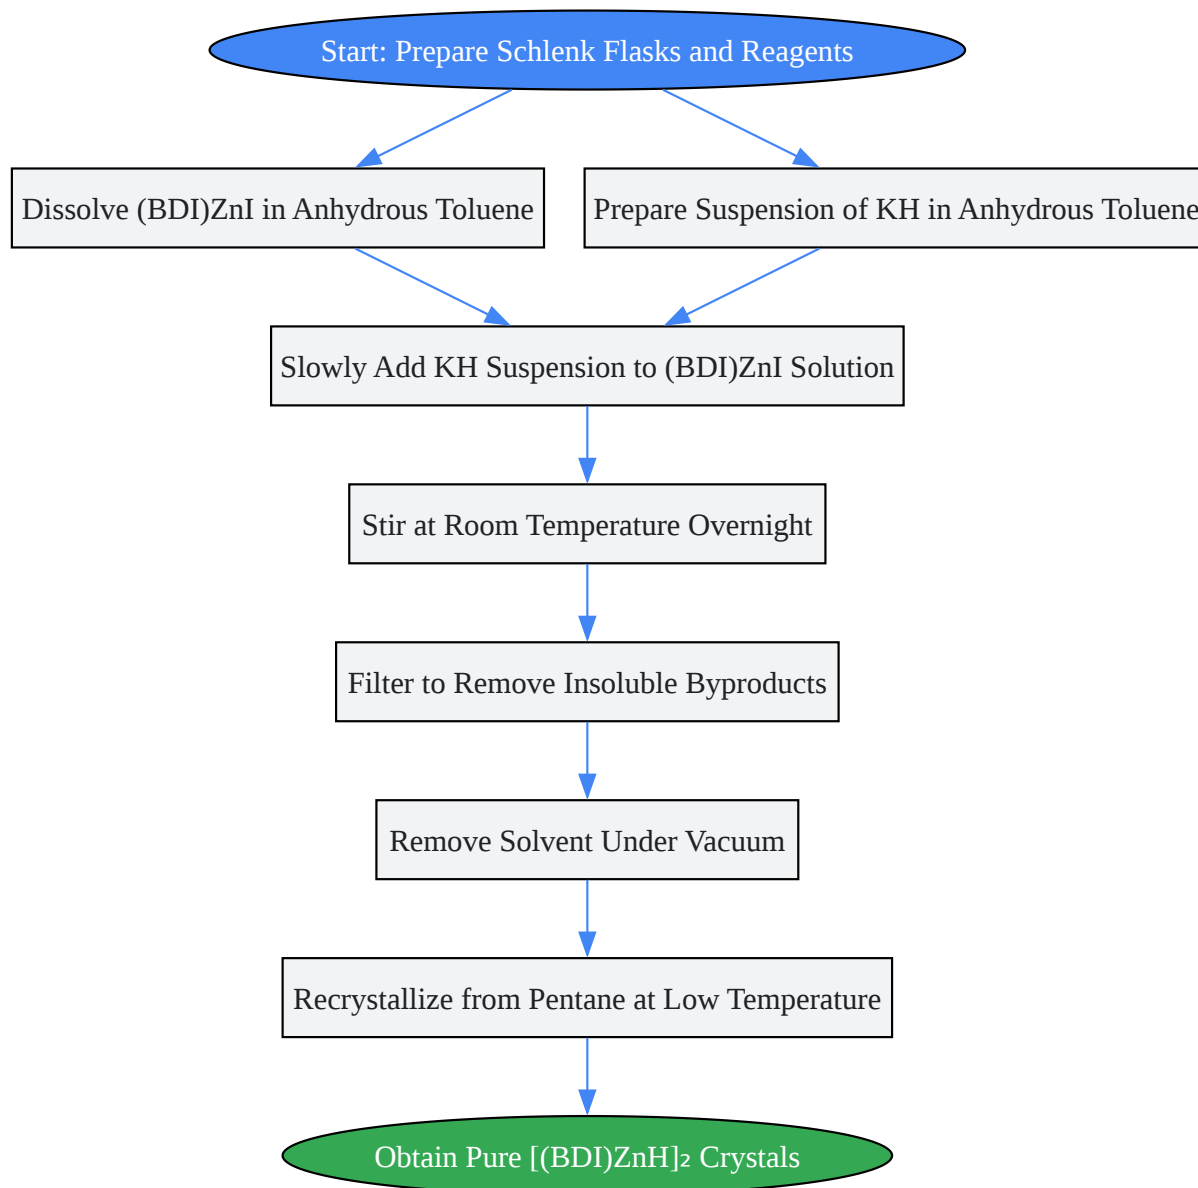 Start: Prepare Schlenk Flasks and Reagents
Dissolve (BDI)ZnI in Anhydrous Toluene
Prepare Suspension of KH in Anhydrous Toluene
Slowly Add KH Suspension to (BDI)ZnI Solution
Stir at Room Temperature Overnight
Filter to Remove Insoluble Byproducts
Remove Solvent Under Vacuum
Recrystallize from Pentane at Low Temperature
Obtain Pure [(BDI)ZnH]₂ Crystals